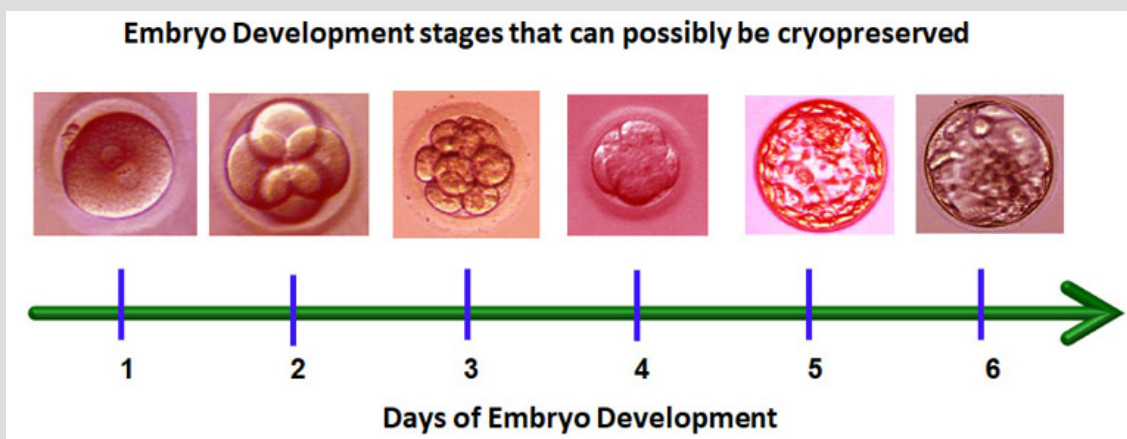 Embryo Development stages that can possibly be cryopreserved
1 2 3 4 5 6
Days of Embryo Development